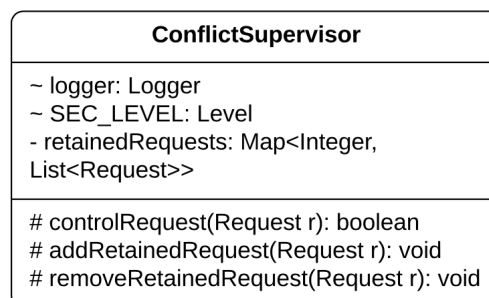 ConflictSupervisor
~ logger: Logger
~ SEC_LEVEL: Level
- retainedRequests: Map<Integer,
List<Request>>
# controlRequest(Request r): boolean
# addRetainedRequest(Request r): void
# removeRetainedRequest(Request r): void